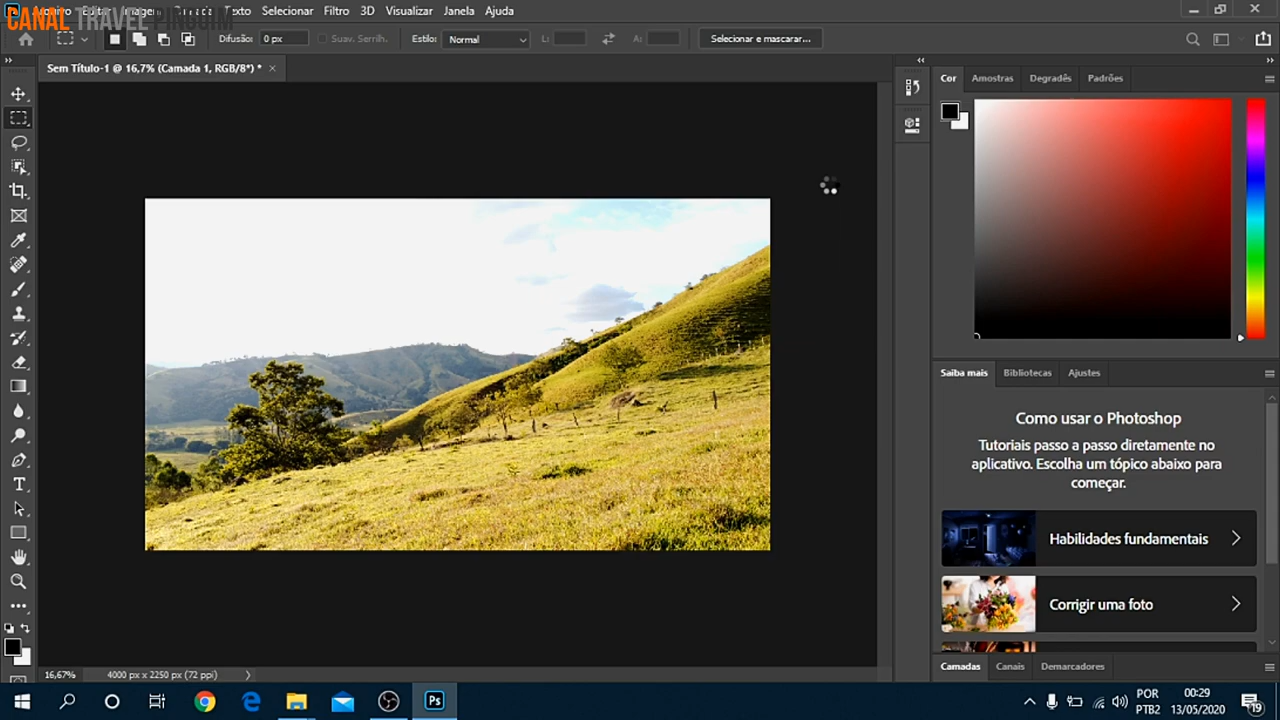 CANAL TRAVEL PINGUIM
Arquivo Editar Imagem Camada Texto Selecionar Filtro 3D Visualizar Janela Ajuda
Difusão: 0 px Suav. Serrilh. Estilo: Normal L: A: Selecionar e mascarar...
Sem Título-1 @ 16,7% (Camada 1, RGB/8*) *
Cor Amostras Degradês Padrões
Saiba mais Bibliotecas Ajustes
Como usar o Photoshop
Tutoriais passo a passo diretamente no
aplicativo. Escolha um tópico abaixo para
começar.
Habilidades fundamentais
Corrigir uma foto
Camadas Canais Demarcadores
16,67% 4000 px x 2250 px (72 ppi)
Ps
POR
PTB2
00:29
13/05/2020
19